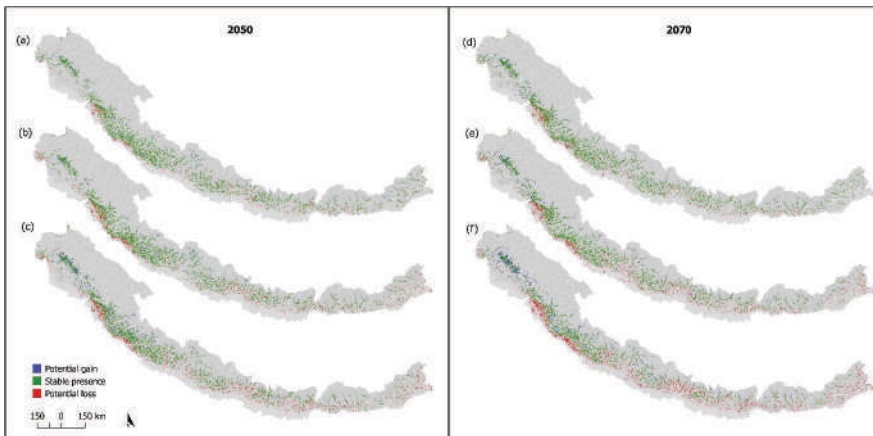 2050
(a)
(b)
(c)
Potential gain
Stable presence
Potential loss
150 0 150 km
2070
(d)
(e)
(f)